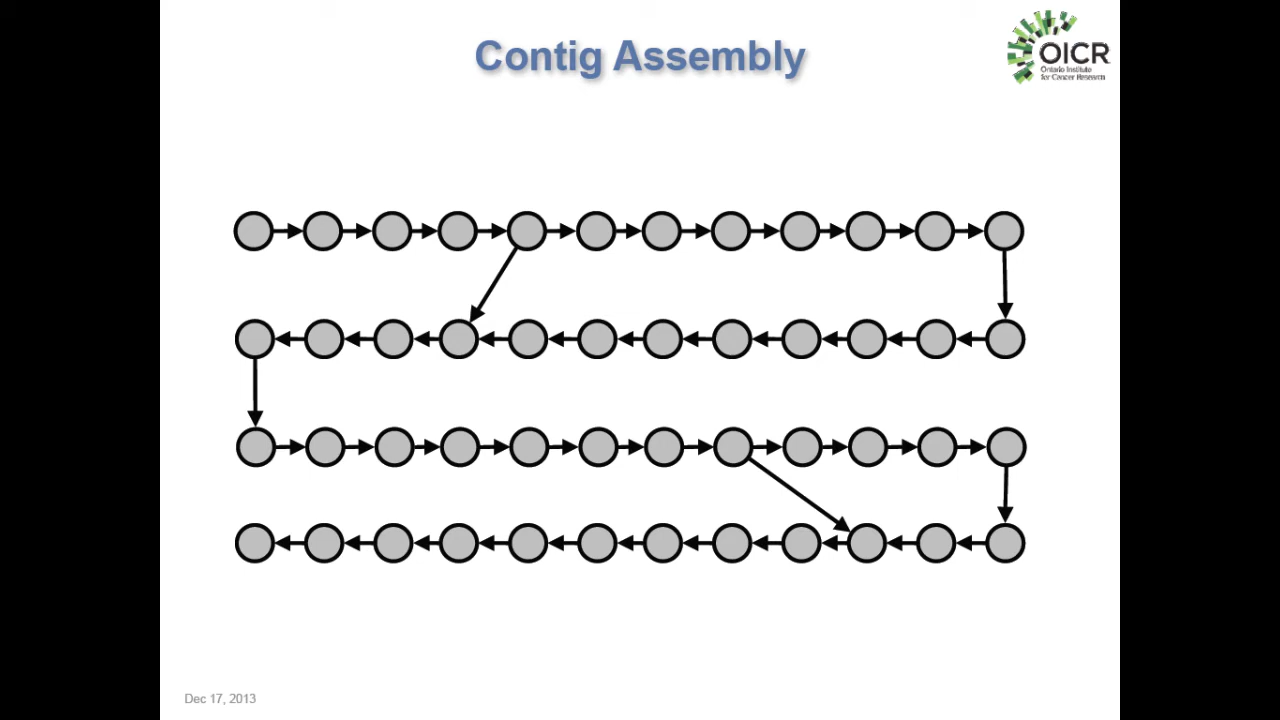 Contig Assembly
OICR
Ontario Institute
for Cancer Research
Dec 17, 2013